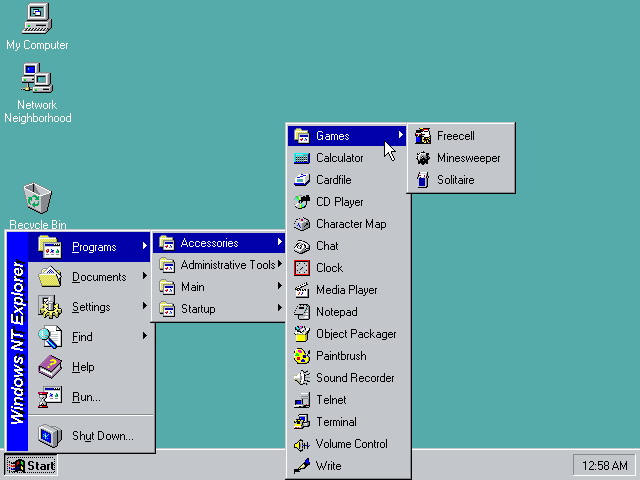 My Computer
Network
Neighborhood
Recycle Bin
Windows NT Explorer
Programs
Documents
Settings
Find
Help
Run...
Shut Down...
Accessories
Administrative Tools
Main
Startup
Games
Calculator
Cardfile
CD Player
Character Map
Chat
Clock
Media Player
Notepad
Object Packager
Paintbrush
Sound Recorder
Telnet
Terminal
Volume Control
Write
Freecell
Minesweeper
Solitaire
Start
12:58 AM